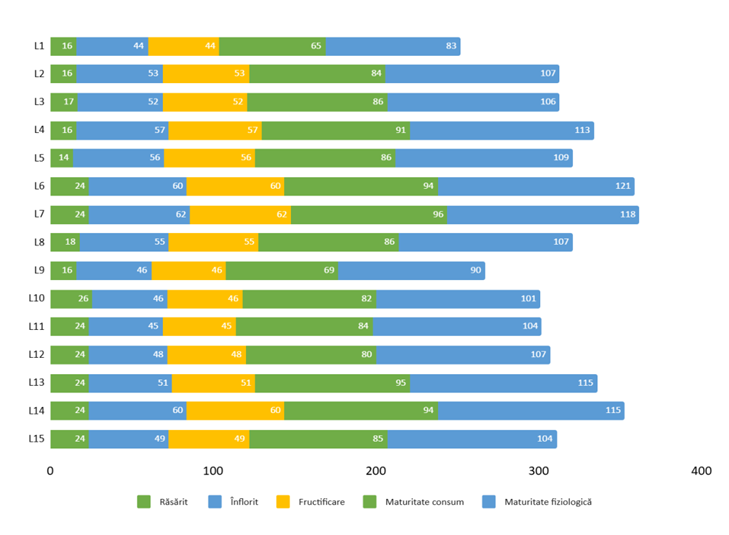 L1 16 44 44 65 83
L2 16 53 53 84 107
L3 17 52 52 86 106
L4 16 57 57 91 113
L5 14 56 56 86 109
L6 24 60 60 94 121
L7 24 62 62 96 118
L8 18 55 55 86 107
L9 16 46 46 69 90
L10 26 46 46 82 101
L11 24 45 45 84 104
L12 24 48 48 80 107
L13 24 51 51 95 115
L14 24 60 60 94 115
L15 24 49 49 85 104
0 100 200 300 400
Răsărit Înflorit Fructificare Maturitate consum Maturitate fiziologică